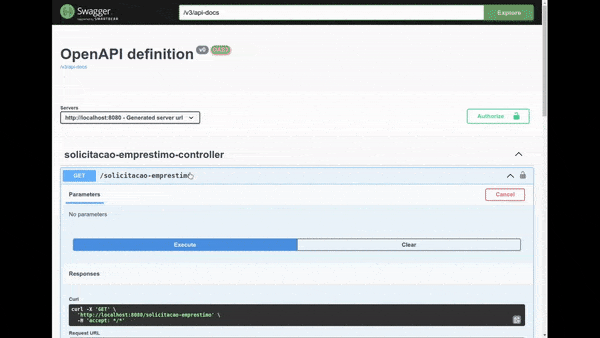 Swagger
Supported by SMARTBEAR
/v3/api-docs
Explore
OpenAPI definition
v0
/v3/api-docs
Servers
http://localhost:8080 - Generated server url
Authorize
solicitacao-emprestimo-controller
GET
/solicitacao-emprestimo
Parameters
Cancel
No parameters
Execute
Clear
Responses
Curl
curl -X 'GET' \
'http://localhost:8080/solicitacao-emprestimo' \
-H 'accept: */*'
Request URL